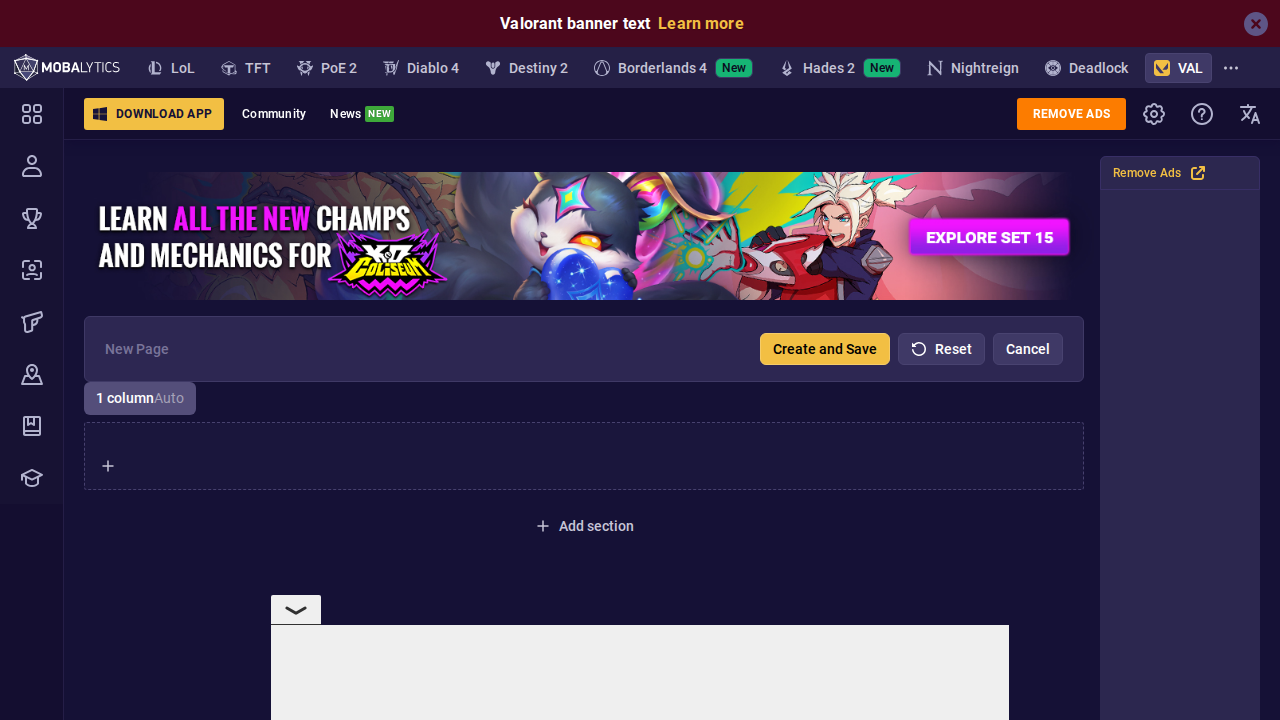 Valorant banner text Learn more
MOBALYTICS LoL TFT PoE 2 Diablo 4 Destiny 2 Borderlands 4 New Hades 2 New Nightreign Deadlock VAL
DOWNLOAD APP Community News NEW REMOVE ADS
Remove Ads
LEARN ALL THE NEW CHAMPS
AND MECHANICS FOR
COLISEUM
EXPLORE SET 15
New Page Create and Save Reset Cancel
1 column Auto
Add section